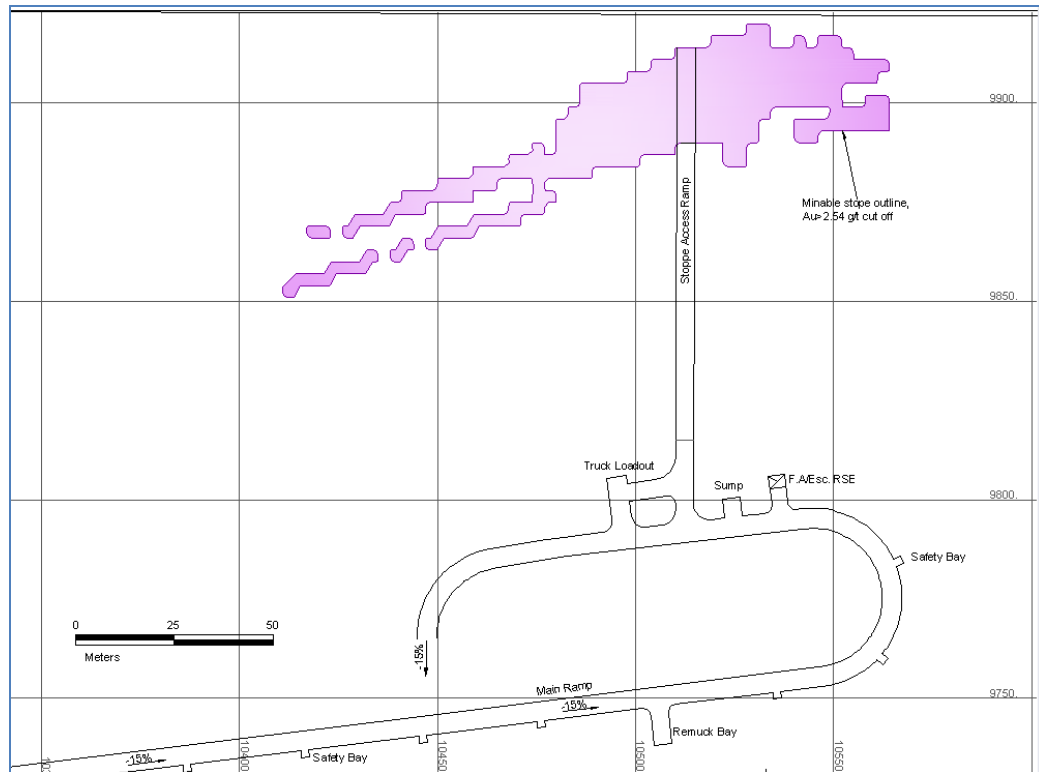 9900.
Minable stope outline,
Au>2.54 g/t cut off
Stoppe Access Ramp
9850.
Truck Loadout
F.A/Esc. RSE
Sump
9800.
Safety Bay
0 25 50
Meters
-15%
Main Ramp
9750.
-15%
Remuck Bay
-15%
Safety Bay
10400
10450
10500
10550